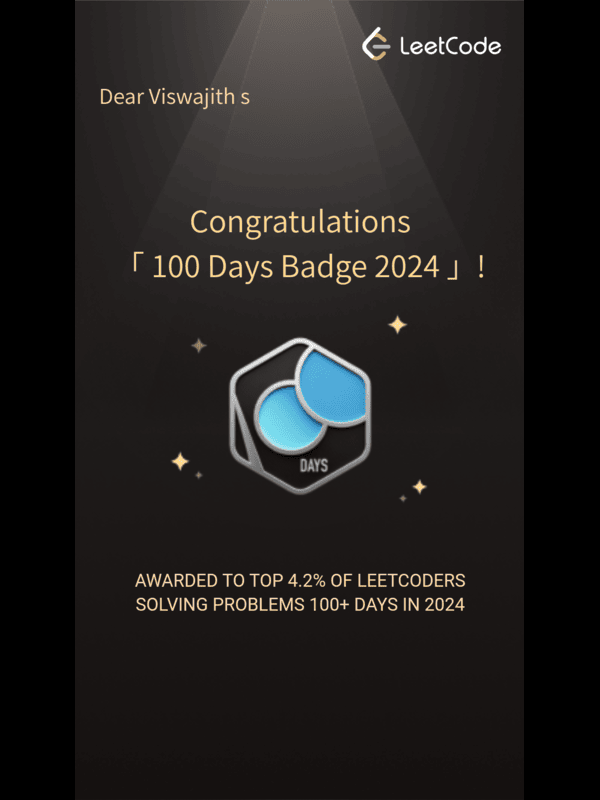 LeetCode
Dear Viswajith s
Congratulations
「 100 Days Badge 2024 」 !
DAYS
AWARDED TO TOP 4.2% OF LEETCODERS
SOLVING PROBLEMS 100+ DAYS IN 2024